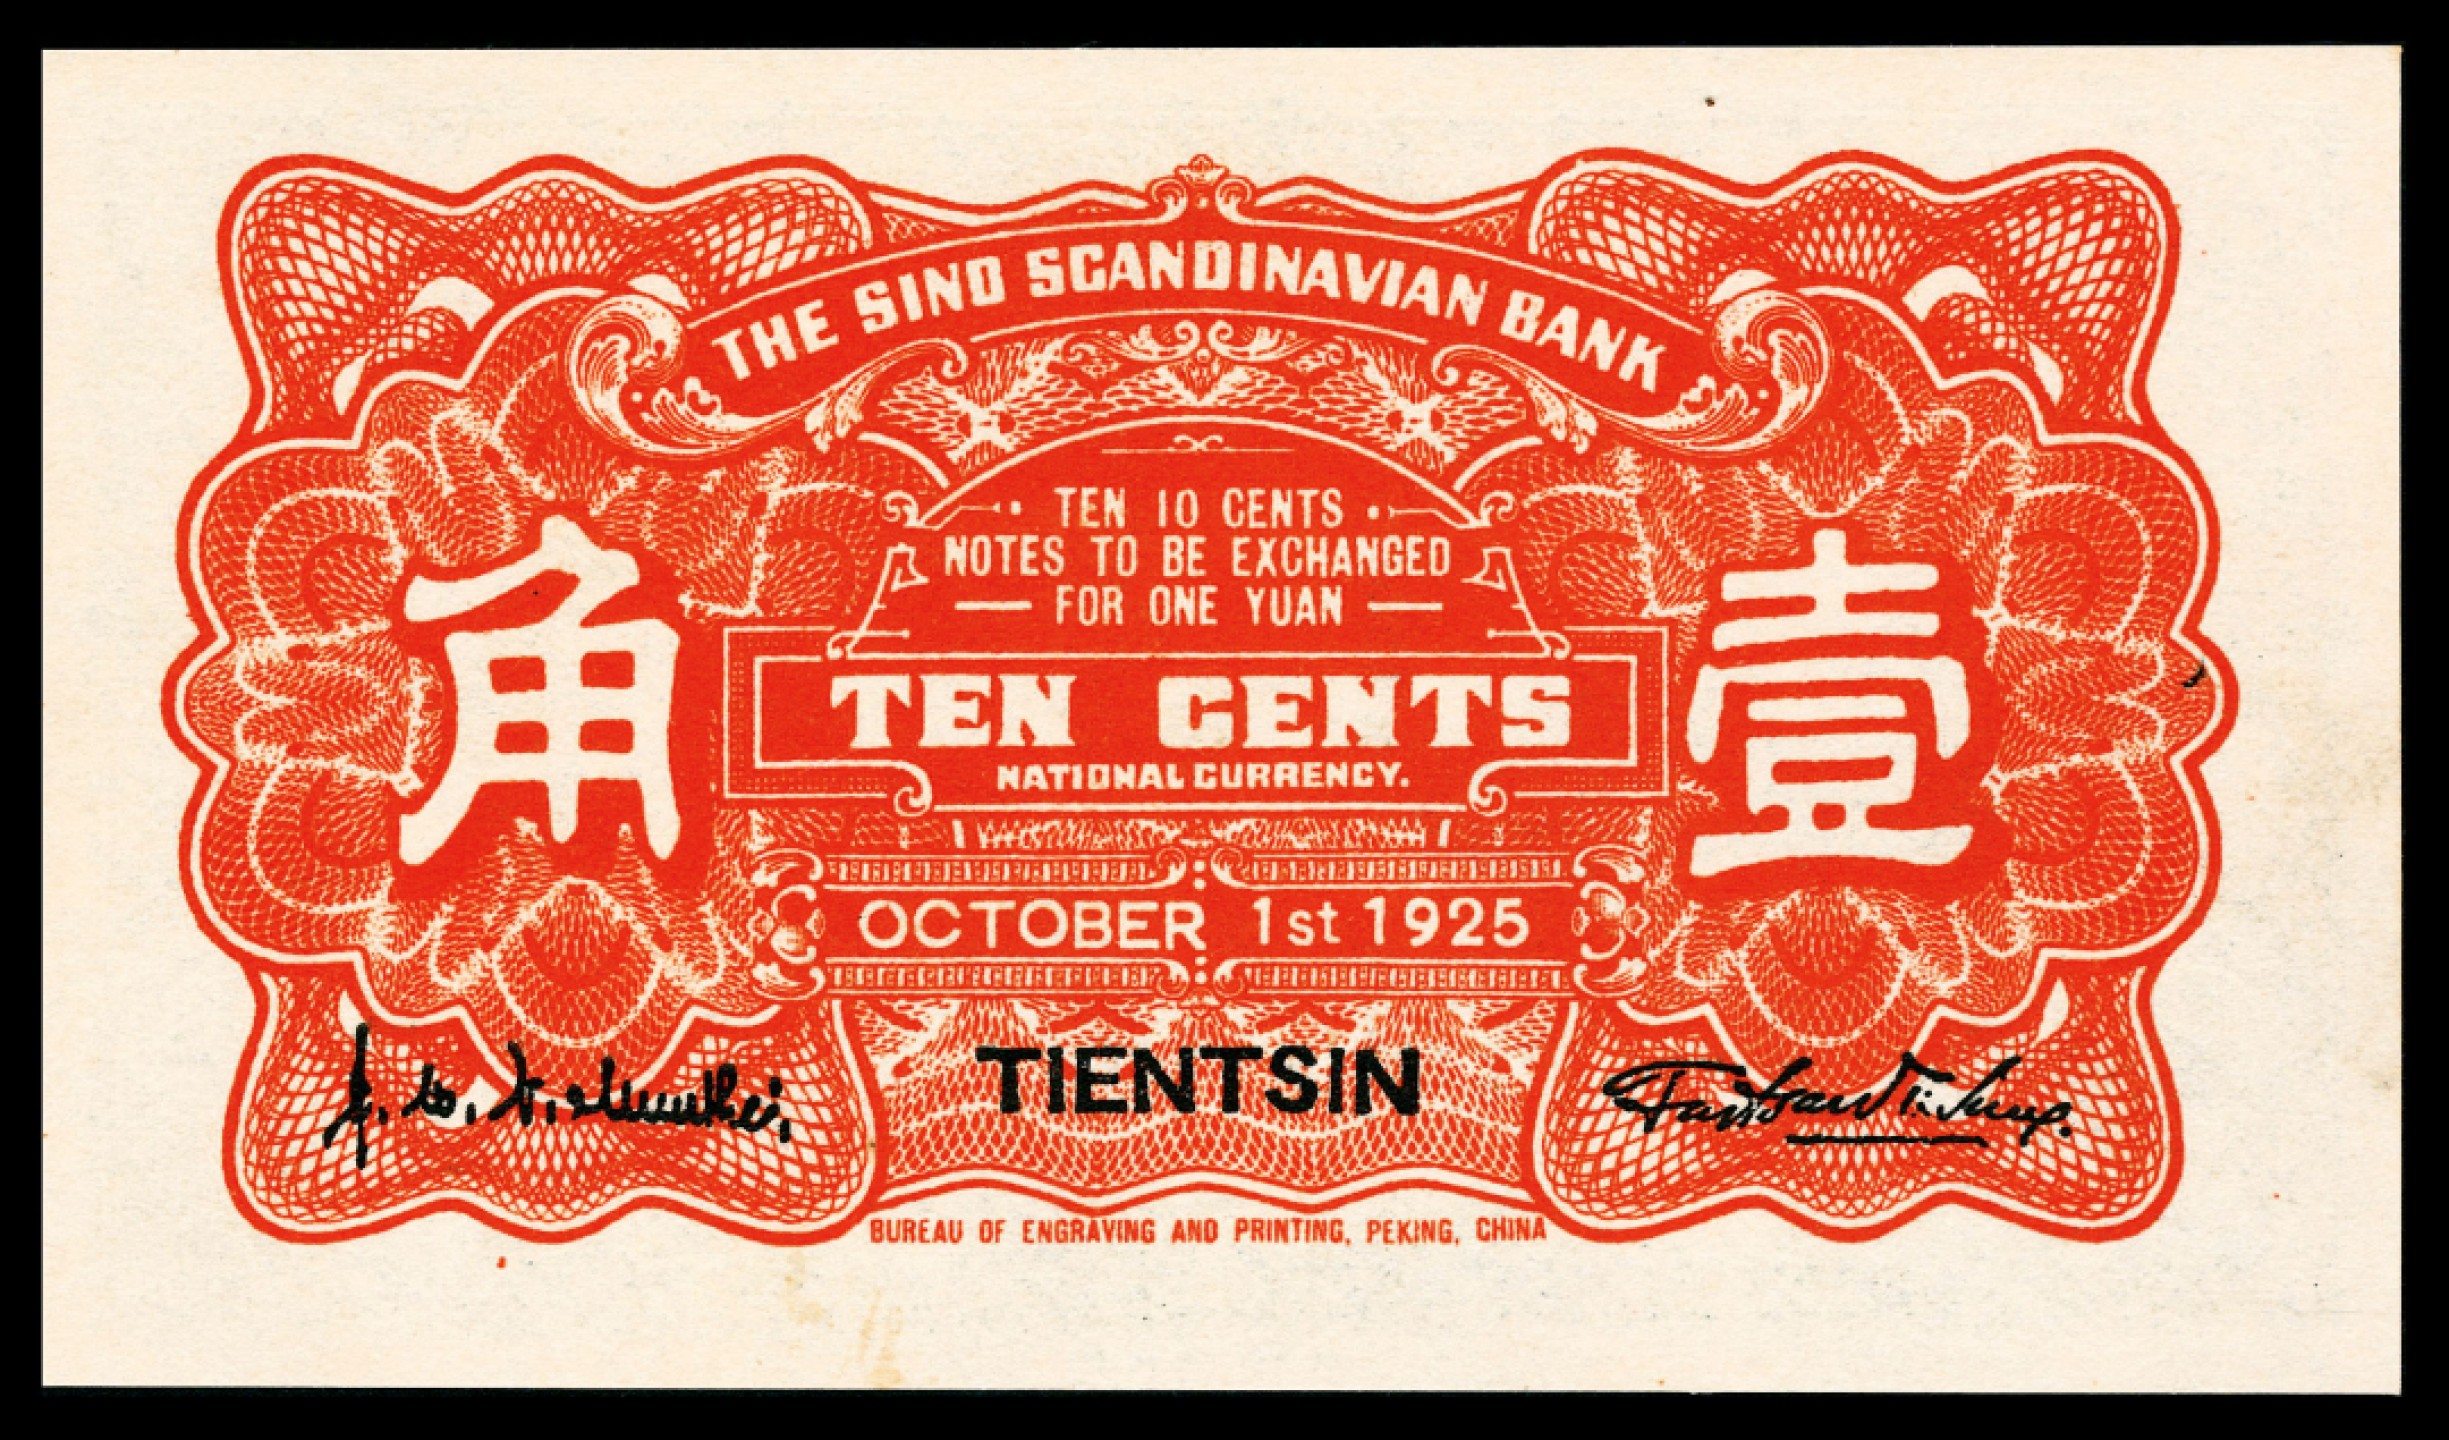 THE SINO SCANDINAVIAN BANK
TEN 10 CENTS
NOTES TO BE EXCHANGED
FOR ONE YUAN
角
壹
TEN CENTS
NATIONAL CURRENCY.
OCTOBER 1st 1925
TIENTSIN
BUREAU OF ENGRAVING AND PRINTING, PEKING, CHINA